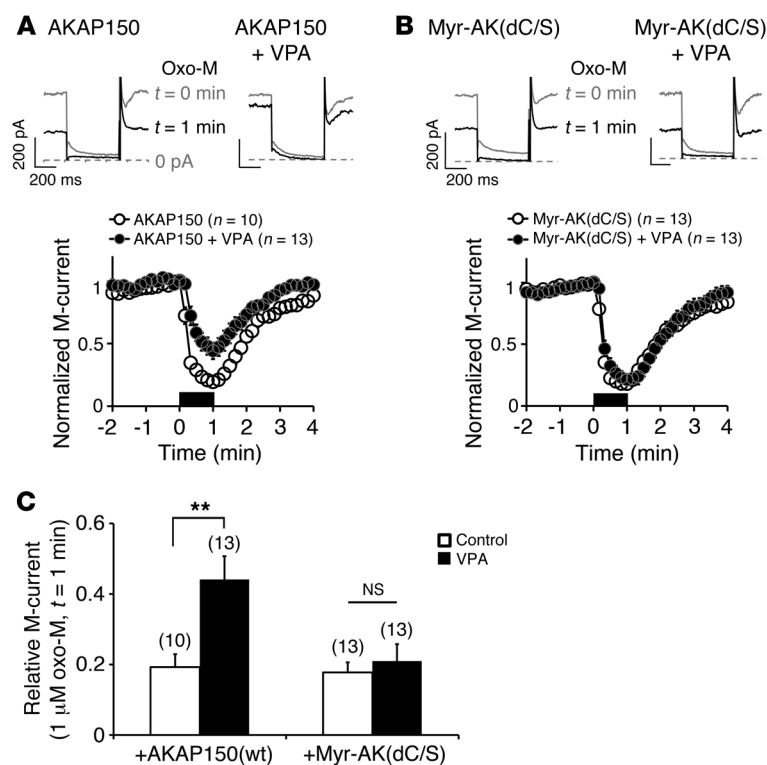 A AKAP150
AKAP150
+ VPA
Oxo-M
t = 0 min
t = 1 min
0 pA
200 pA
200 ms
AKAP150 (n = 10)
AKAP150 + VPA (n = 13)
Normalized M-current
1
0.5
0
-2 -1 0 1 2 3 4
Time (min)
B Myr-AK(dC/S)
Myr-AK(dC/S)
+ VPA
Oxo-M
t = 0 min
t = 1 min
200 pA
200 ms
Myr-AK(dC/S) (n = 13)
Myr-AK(dC/S) + VPA (n = 13)
Normalized M-current
1
0.5
0
-2 -1 0 1 2 3 4
Time (min)
C
Relative M-current
(1 μM oxo-M, t = 1 min)
0.6
0.4
0.2
0
**
(10)
(13)
NS
(13)
(13)
Control
VPA
+AKAP150(wt)
+Myr-AK(dC/S)